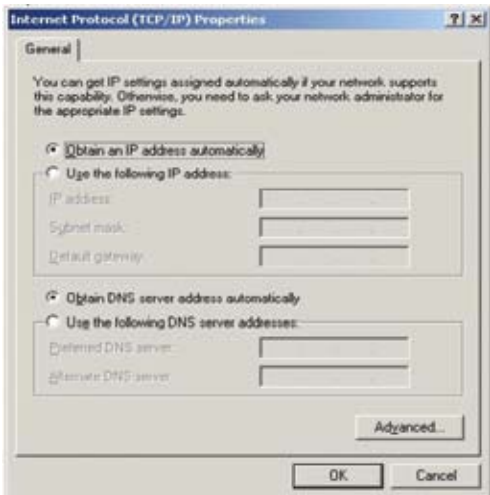 Internet Protocol (TCP/IP) Properties
General
You can get IP settings assigned automatically if your network supports
this capability. Otherwise, you need to ask your network administrator for
the appropriate IP settings.
Obtain an IP address automatically
Use the following IP address:
IP address:
Subnet mask:
Default gateway:
Obtain DNS server address automatically
Use the following DNS server addresses:
Preferred DNS server:
Alternate DNS server:
Advanced...
OK
Cancel